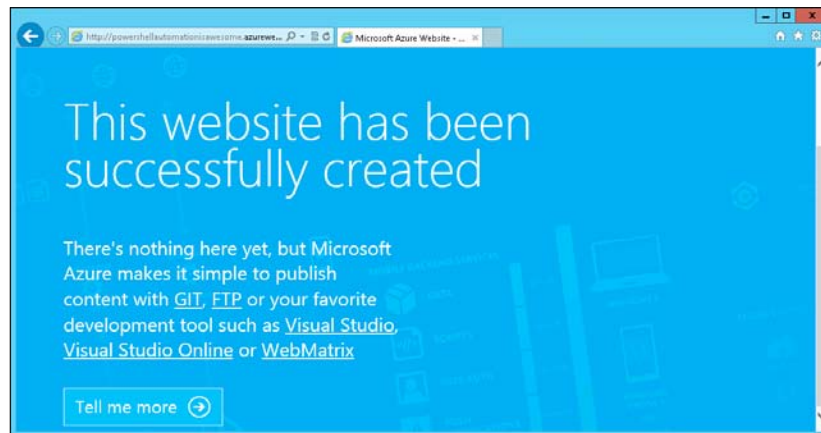 http://powershellautomationisawesome.azurewe...
Microsoft Azure Website - ...
This website has been
successfully created
There's nothing here yet, but Microsoft
Azure makes it simple to publish
content with GIT, FTP or your favorite
development tool such as Visual Studio,
Visual Studio Online or WebMatrix
Tell me more